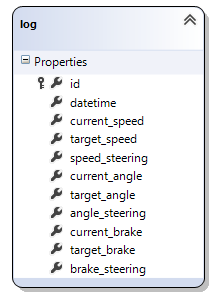 log
Properties
id
datetime
current_speed
target_speed
speed_steering
current_angle
target_angle
angle_steering
current_brake
target_brake
brake_steering